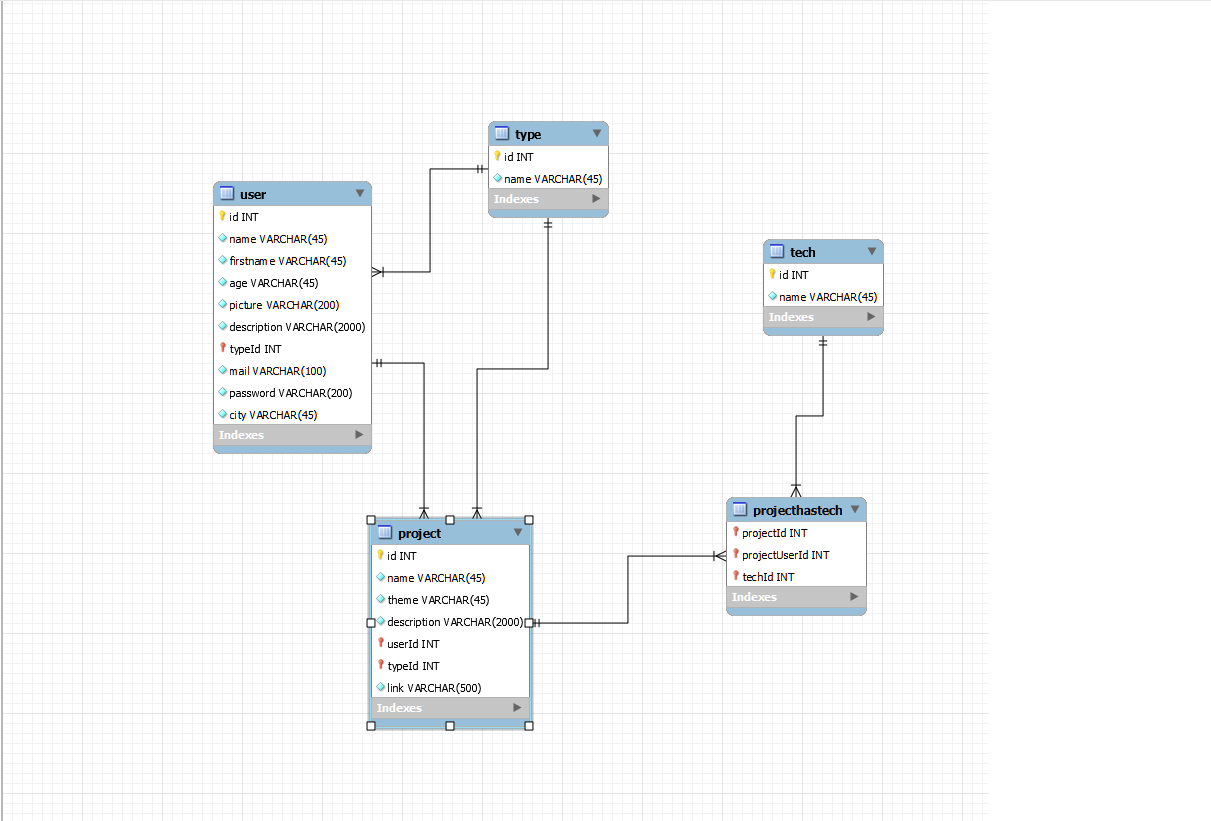 type
id INT
name VARCHAR(45)
Indexes
user
id INT
name VARCHAR(45)
firstname VARCHAR(45)
age VARCHAR(45)
picture VARCHAR(200)
description VARCHAR(2000)
typeId INT
mail VARCHAR(100)
password VARCHAR(200)
city VARCHAR(45)
Indexes
tech
id INT
name VARCHAR(45)
Indexes
project
id INT
name VARCHAR(45)
theme VARCHAR(45)
description VARCHAR(2000)
userId INT
typeId INT
link VARCHAR(500)
Indexes
projecthastech
projectId INT
projectUserId INT
techId INT
Indexes